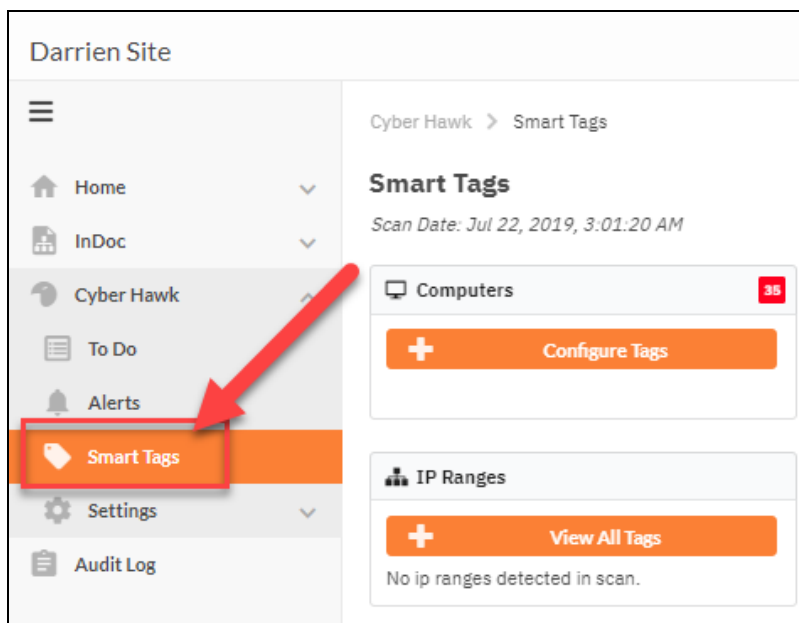 Darrien Site
Home
InDoc
Cyber Hawk
To Do
Alerts
Smart Tags
Settings
Audit Log
Cyber Hawk > Smart Tags
Smart Tags
Scan Date: Jul 22, 2019, 3:01:20 AM
Computers 35
Configure Tags
IP Ranges
View All Tags
No ip ranges detected in scan.